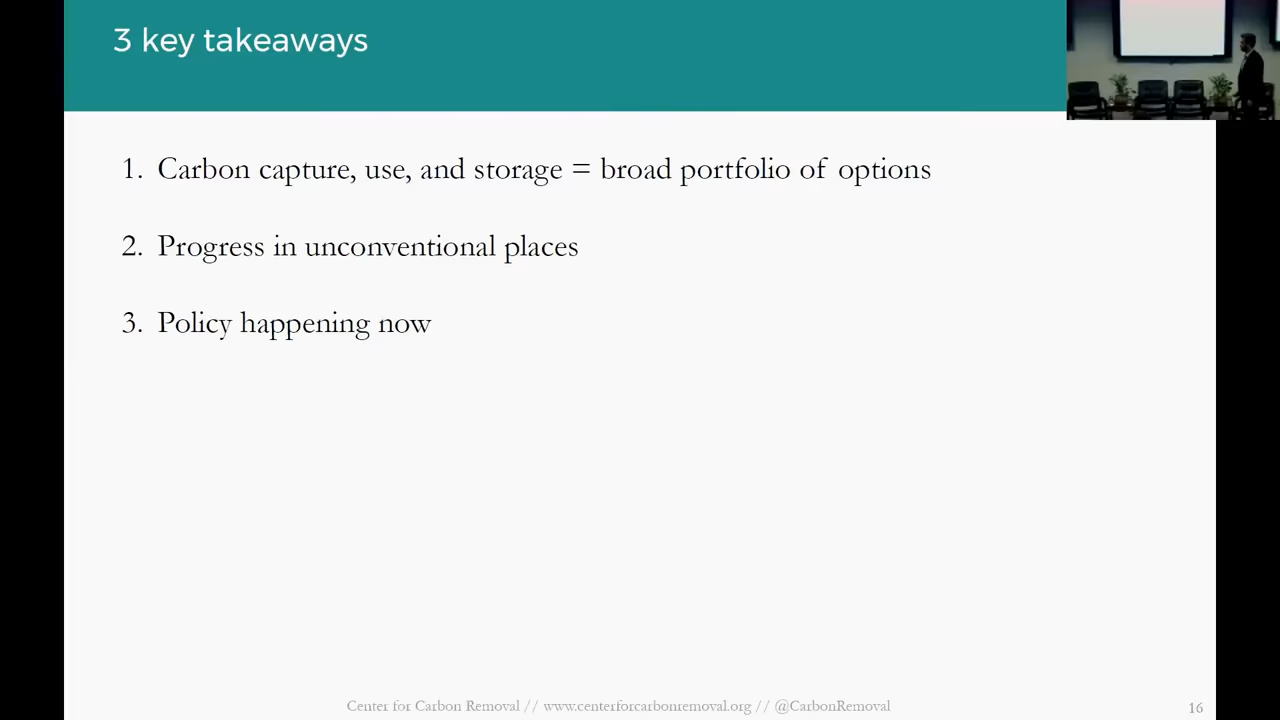 3 key takeaways
1. Carbon capture, use, and storage = broad portfolio of options
2. Progress in unconventional places
3. Policy happening now
Center for Carbon Removal // www.centerforcarbonremoval.org // @CarbonRemoval
16